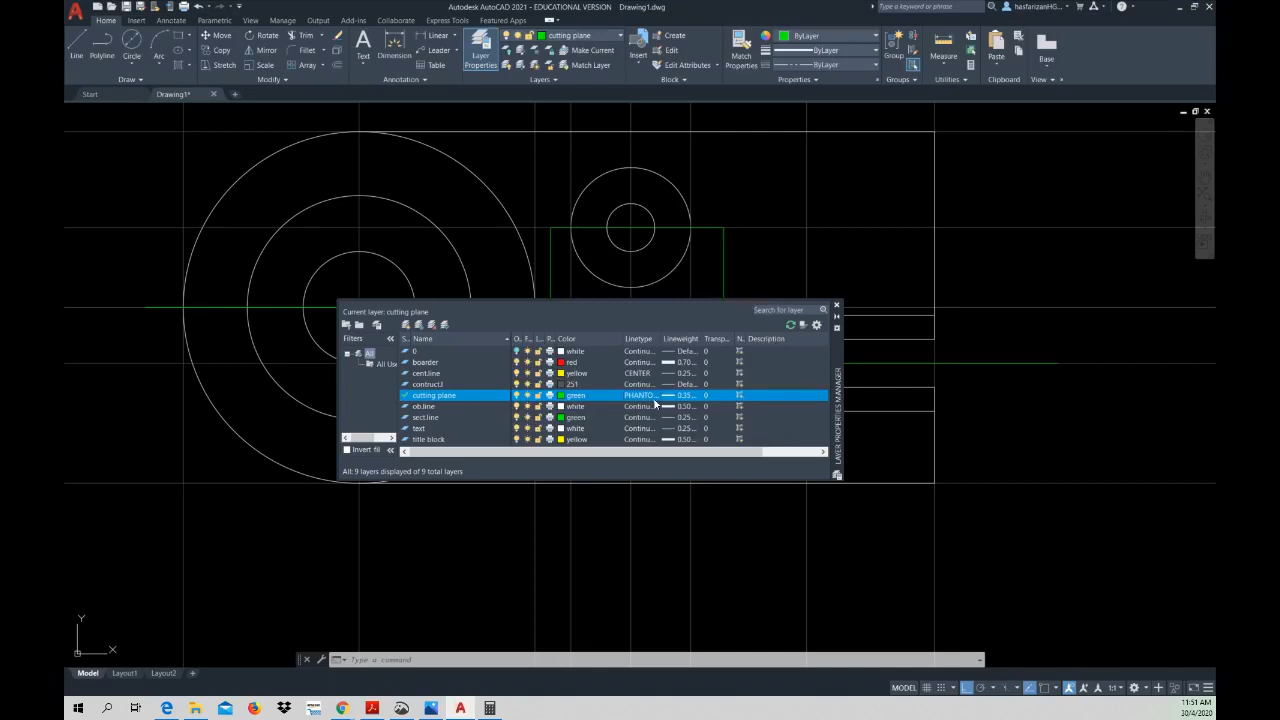 Autodesk AutoCAD 2021 - EDUCATIONAL VERSION Drawing1.dwg
Type a keyword or phrase
hasfarizanHG...
Home Insert Annotate Parametric View Manage Output Add-ins Collaborate Express Tools Featured Apps
Line Polyline Circle Arc
Move Rotate Trim
Copy Mirror Fillet
Stretch Scale Array
Text Dimension
Linear
Leader
Table
Layer Properties
cutting plane
Make Current
Match Layer
Insert
Create
Edit
Edit Attributes
Match Properties
ByLayer
ByLayer
ByLayer
Group Measure Paste Base
Draw Modify Annotation Layers Block Properties Groups Utilities Clipboard View
Start Drawing1*
Current layer: cutting plane
Search for layer
Filters
All
All Use
Invert filt
S.. Name O.. F... L... P... Color Linetype Lineweight Transp... N.. Description
0 white Continu... Defa... 0
boarder red Continu... 0.70... 0
cent.line yellow CENTER 0.25... 0
contruct.l 251 Continu... Defa... 0
cutting plane green PHANTO... 0.35... 0
ob.line white Continu... 0.50... 0
sect.line green Continu... 0.25... 0
text white Continu... 0.25... 0
title block yellow Continu... 0.50... 0
All: 9 layers displayed of 9 total layers
LAYER PROPERTIES MANAGER
Y
X
Type a command
Model Layout1 Layout2
MODEL
1:1
11:51 AM
30/4/2020